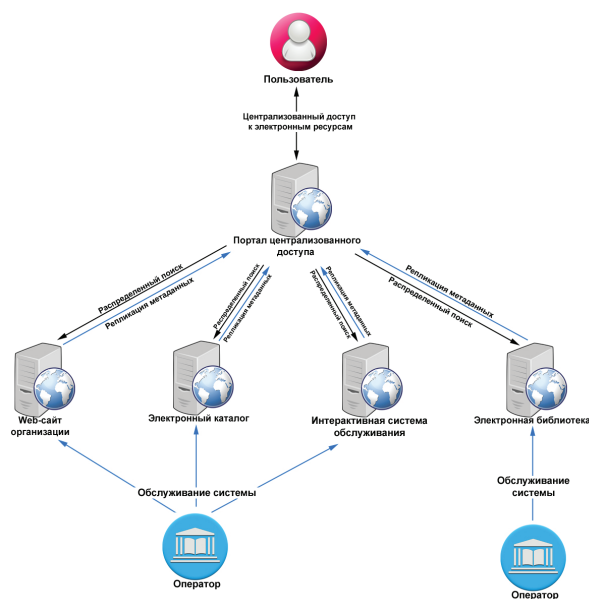 Пользователь
Централизованный доступ
к электронным ресурсам
Портал централизованного
доступа
Распределенный поиск
Репликация метаданных
Распределенный поиск
Репликация метаданных
Репликация метаданных
Распределенный поиск
Репликация метаданных
Распределенный поиск
Web-сайт
организации
Электронный каталог
Интерактивная система
обслуживания
Электронная библиотека
Обслуживание системы
Обслуживание
системы
Оператор
Оператор